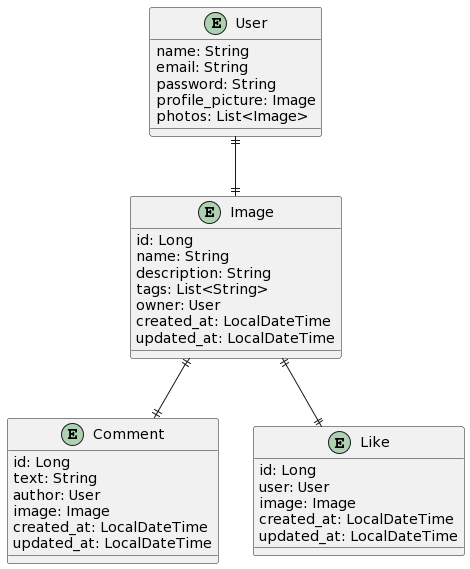 E User
name: String
email: String
password: String
profile_picture: Image
photos: List<Image>
E Image
id: Long
name: String
description: String
tags: List<String>
owner: User
created_at: LocalDateTime
updated_at: LocalDateTime
E Comment
id: Long
text: String
author: User
image: Image
created_at: LocalDateTime
updated_at: LocalDateTime
E Like
id: Long
user: User
image: Image
created_at: LocalDateTime
updated_at: LocalDateTime